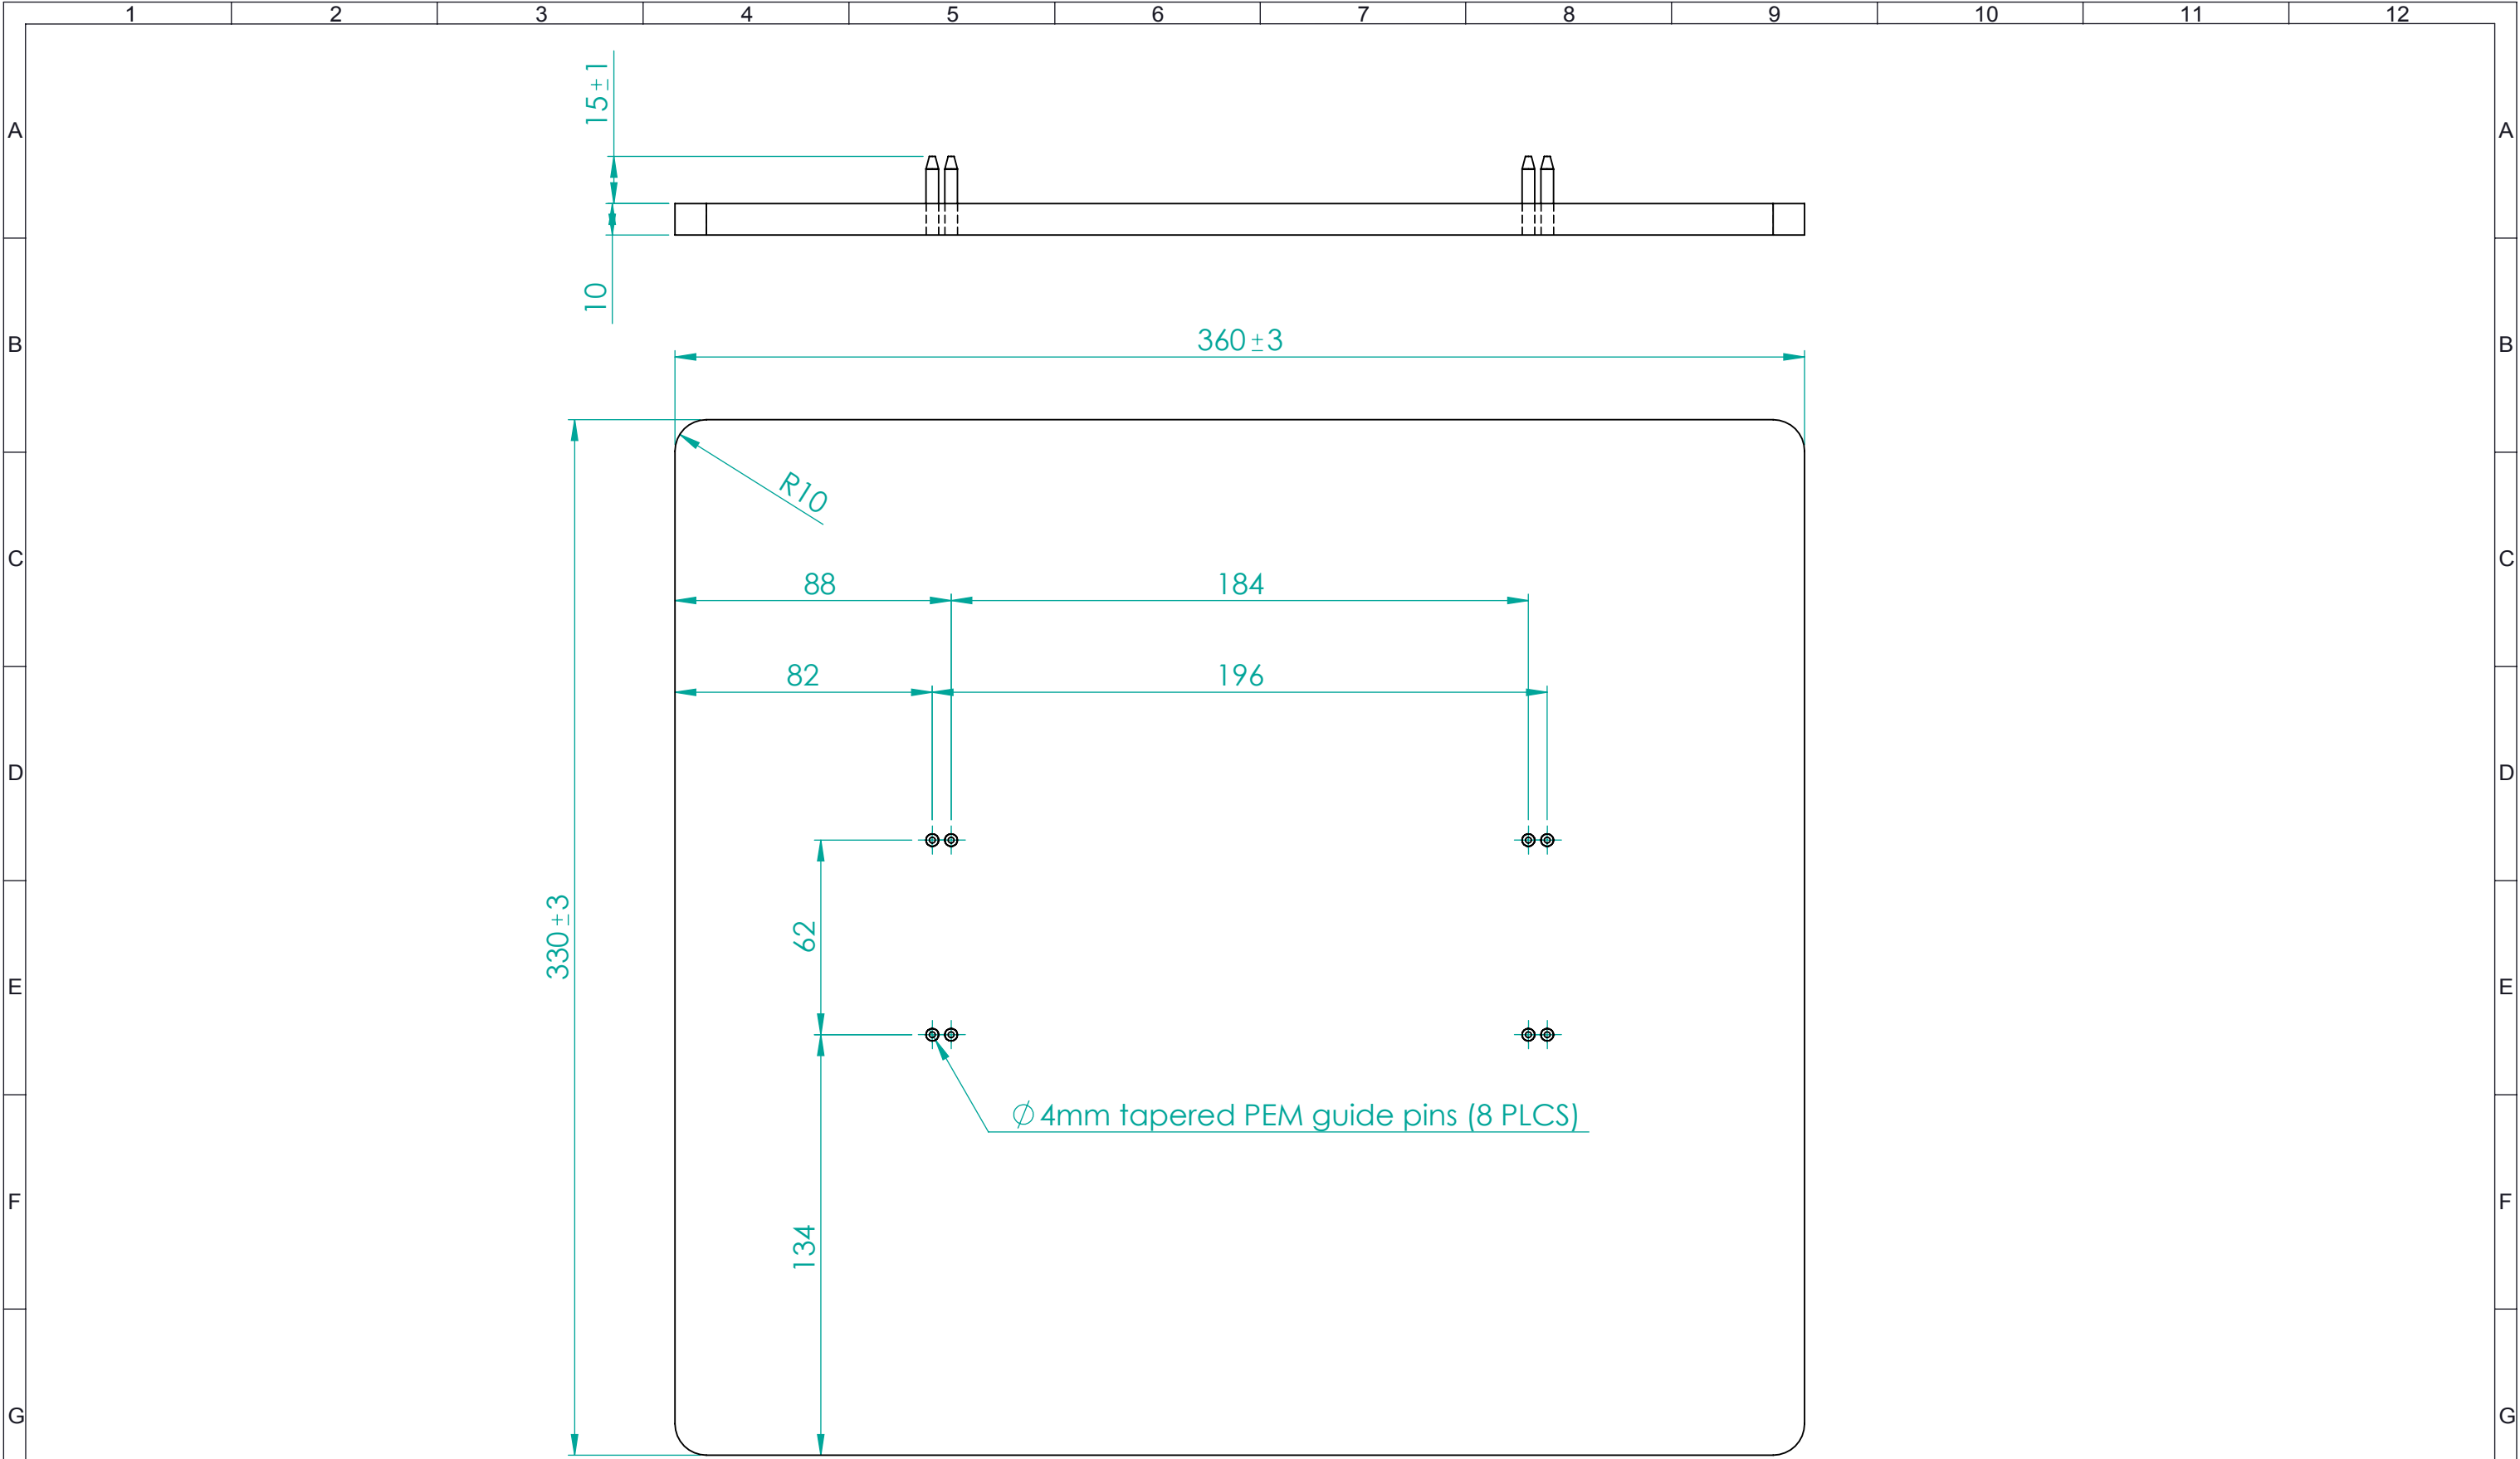 1 2 3 4 5 6 7 8 9 10 11 12
15±1
A A
10
B B
360±3
R10
C C
88 184
82 196
D D
62
330±3
E E
∅4mm tapered PEM guide pins (8 PLCS)
F F
134
G G